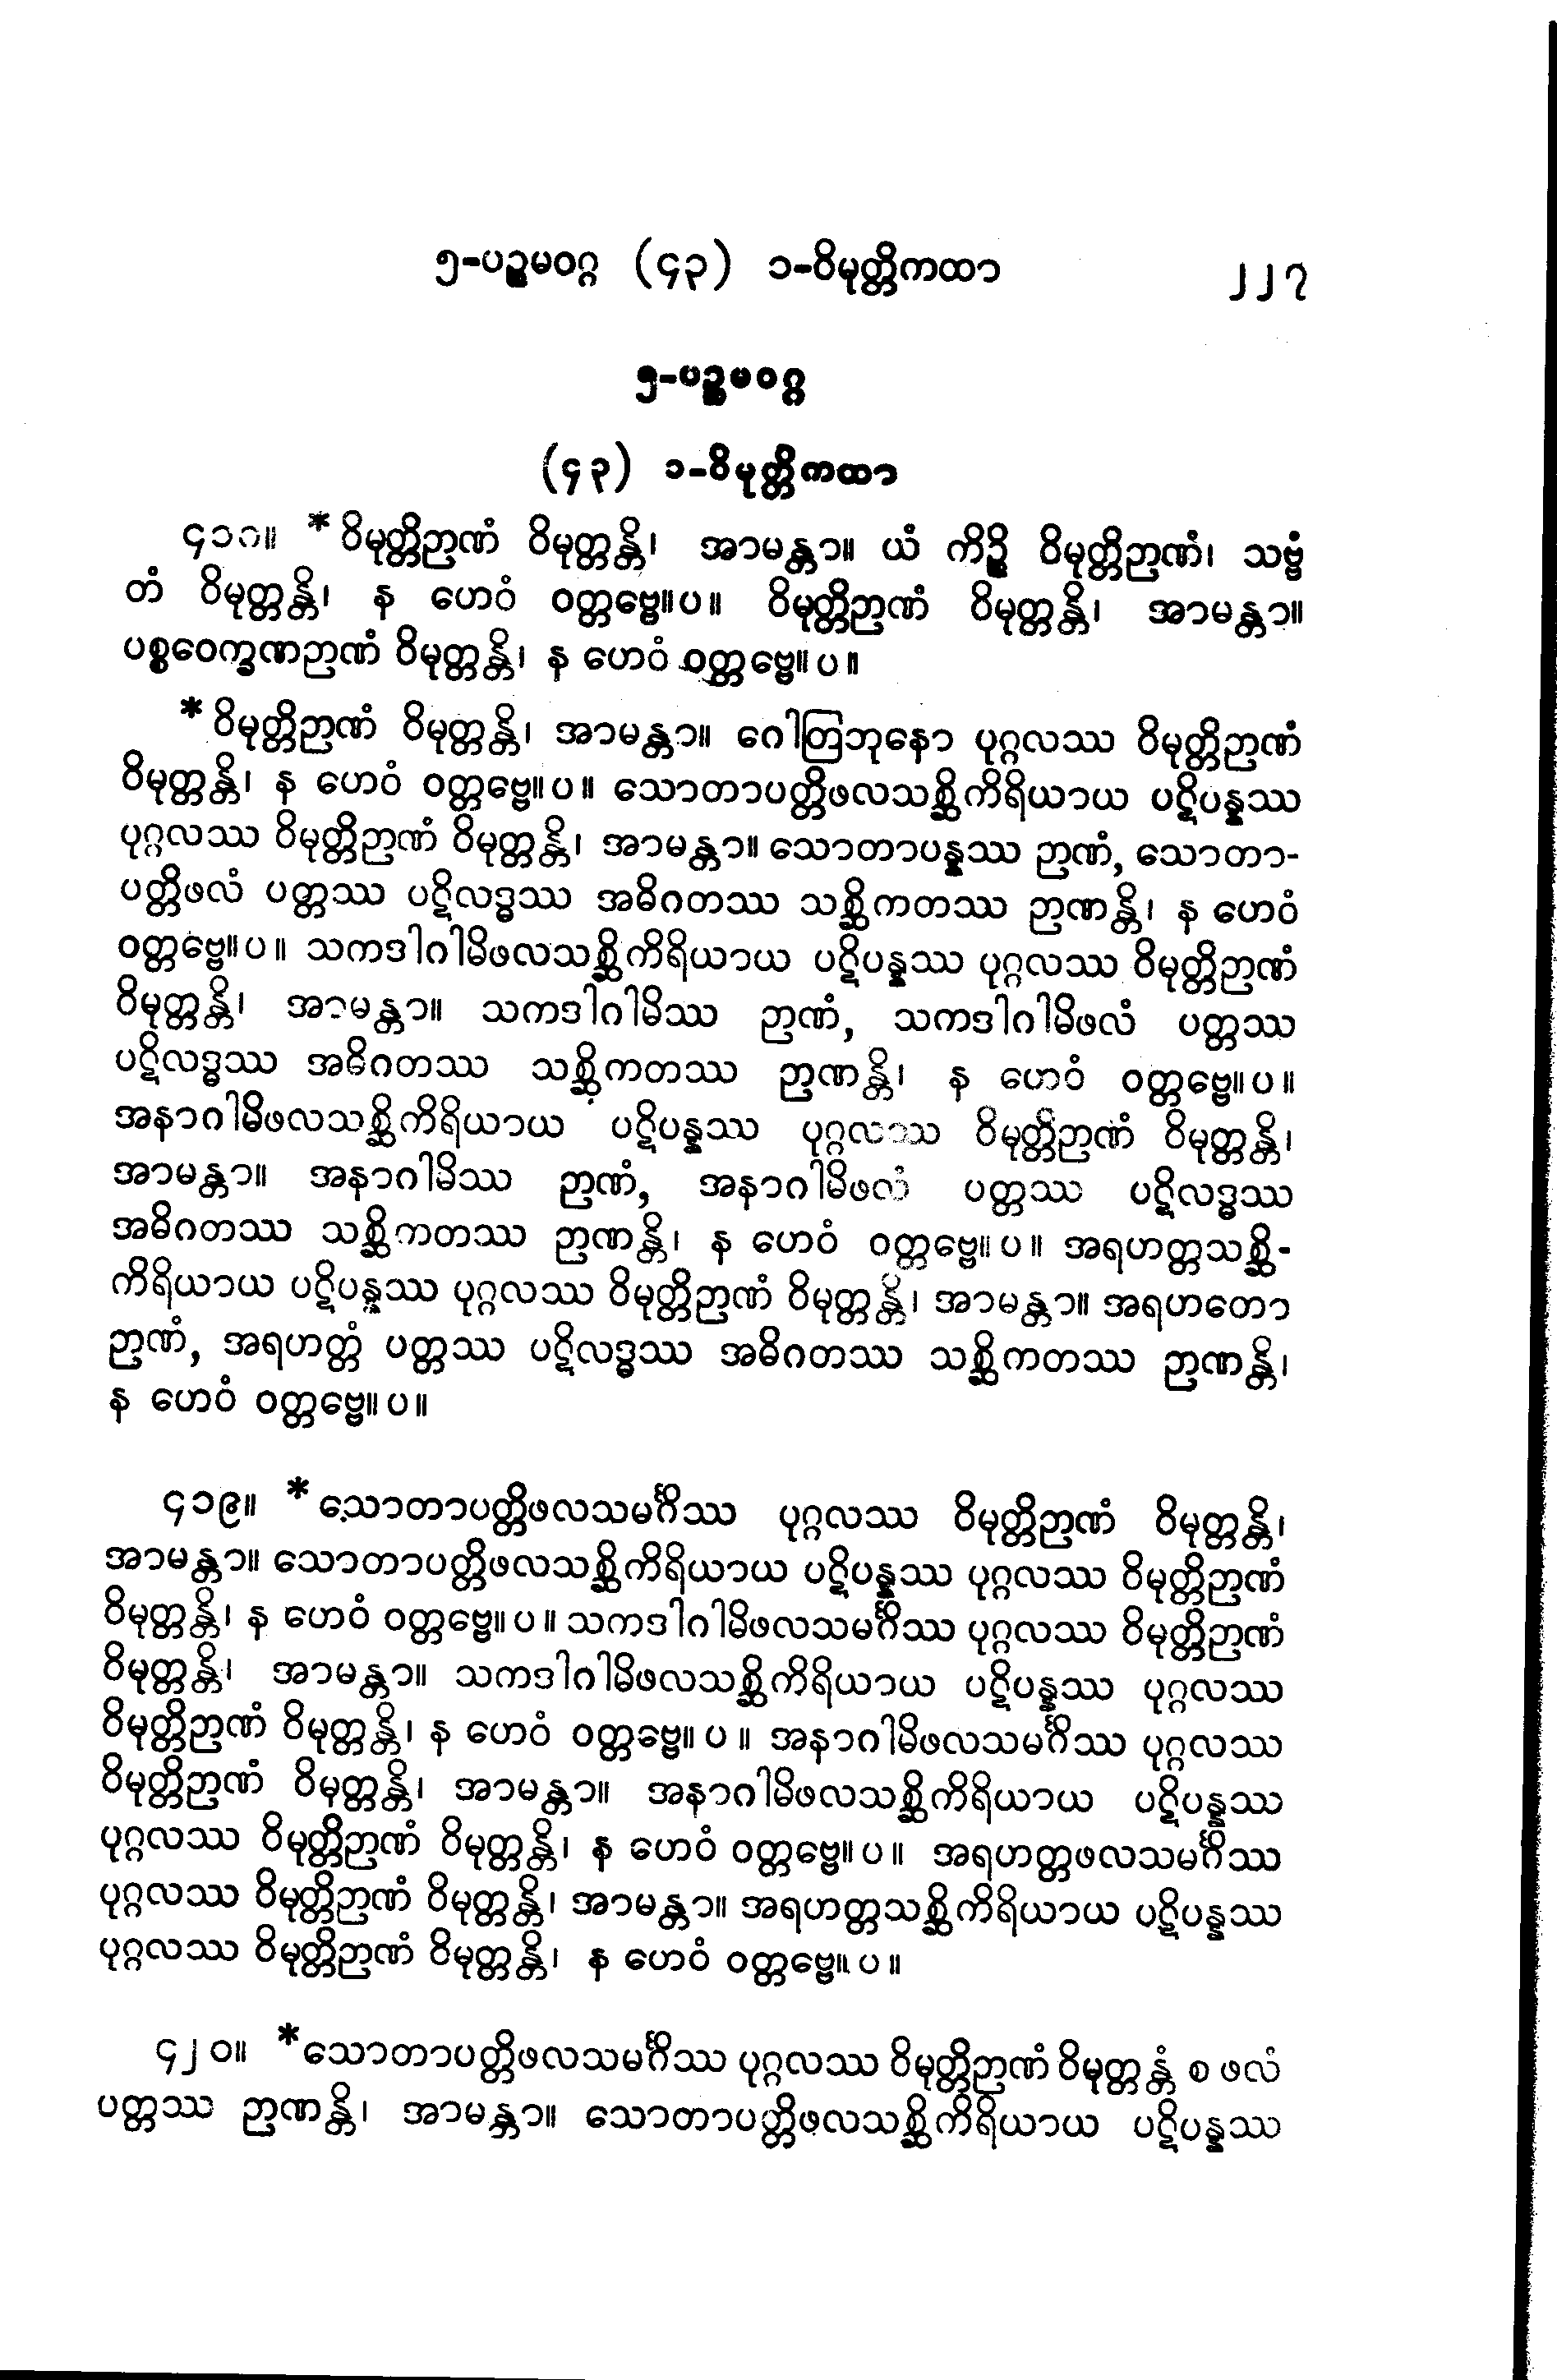 ၅-ပဉ္စမဝဂ္ဂ (၄၃) ၁-ဝိမုတ္တိကထာ ၂၂၇
၅-ပဉ္စမဝဂ္ဂ
(၄၃) ၁-ဝိမုတ္တိကထာ
၄၁၈။ *ဝိမုတ္တိဉာဏံ ဝိမုတ္တန္တိ၊ အာမန္တာ။ ယံ ကိဉ္စိ ဝိမုတ္တိဉာဏံ၊ သဗ္ဗံ
တံ ဝိမုတ္တန္တိ၊ န ဟေဝံ ဝတ္တဗ္ဗေ။ပ။ ဝိမုတ္တိဉာဏံ ဝိမုတ္တန္တိ၊ အာမန္တာ။
ပစ္စဝေက္ခဏဉာဏံ ဝိမုတ္တန္တိ၊ န ဟေဝံ ဝတ္တဗ္ဗေ။ပ။
*ဝိမုတ္တိဉာဏံ ဝိမုတ္တန္တိ၊ အာမန္တာ။ ဂေါတြဘုနော ပုဂ္ဂလဿ ဝိမုတ္တိဉာဏံ
ဝိမုတ္တန္တိ၊ န ဟေဝံ ဝတ္တဗ္ဗေ။ပ။ သောတာပတ္တိဖလသစ္ဆိကိရိယာယ ပဋိပန္နဿ
ပုဂ္ဂလဿ ဝိမုတ္တိဉာဏံ ဝိမုတ္တန္တိ၊ အာမန္တာ။ သောတာပန္နဿ ဉာဏံ, သောတာ-
ပတ္တိဖလံ ပတ္တဿ ပဋိလဒ္ဓဿ အဓိဂတဿ သစ္ဆိကတဿ ဉာဏန္တိ၊ န ဟေဝံ
ဝတ္တဗ္ဗေ။ပ။ သကဒါဂါမိဖလသစ္ဆိကိရိယာယ ပဋိပန္နဿ ပုဂ္ဂလဿ ဝိမုတ္တိဉာဏံ
ဝိမုတ္တန္တိ၊ အာမန္တာ။ သကဒါဂါမိဿ ဉာဏံ, သကဒါဂါမိဖလံ ပတ္တဿ
ပဋိလဒ္ဓဿ အဓိဂတဿ သစ္ဆိကတဿ ဉာဏန္တိ၊ န ဟေဝံ ဝတ္တဗ္ဗေ။ပ။
အနာဂါမိဖလသစ္ဆိကိရိယာယ ပဋိပန္နဿ ပုဂ္ဂလဿ ဝိမုတ္တိဉာဏံ ဝိမုတ္တန္တိ၊
အာမန္တာ။ အနာဂါမိဿ ဉာဏံ, အနာဂါမိဖလံ ပတ္တဿ ပဋိလဒ္ဓဿ
အဓိဂတဿ သစ္ဆိကတဿ ဉာဏန္တိ၊ န ဟေဝံ ဝတ္တဗ္ဗေ။ပ။ အရဟတ္တသစ္ဆိ-
ကိရိယာယ ပဋိပန္နဿ ပုဂ္ဂလဿ ဝိမုတ္တိဉာဏံ ဝိမုတ္တန္တိ၊ အာမန္တာ။ အရဟတော
ဉာဏံ, အရဟတ္တံ ပတ္တဿ ပဋိလဒ္ဓဿ အဓိဂတဿ သစ္ဆိကတဿ ဉာဏန္တိ၊
န ဟေဝံ ဝတ္တဗ္ဗေ။ပ။
၄၁၉။ *သောတာပတ္တိဖလသမင်္ဂိဿ ပုဂ္ဂလဿ ဝိမုတ္တိဉာဏံ ဝိမုတ္တန္တိ၊
အာမန္တာ။ သောတာပတ္တိဖလသစ္ဆိကိရိယာယ ပဋိပန္နဿ ပုဂ္ဂလဿ ဝိမုတ္တိဉာဏံ
ဝိမုတ္တန္တိ၊ န ဟေဝံ ဝတ္တဗ္ဗေ။ပ။ သကဒါဂါမိဖလသမင်္ဂိဿ ပုဂ္ဂလဿ ဝိမုတ္တိဉာဏံ
ဝိမုတ္တန္တိ၊ အာမန္တာ။ သကဒါဂါမိဖလသစ္ဆိကိရိယာယ ပဋိပန္နဿ ပုဂ္ဂလဿ
ဝိမုတ္တိဉာဏံ ဝိမုတ္တန္တိ၊ န ဟေဝံ ဝတ္တဗ္ဗေ။ပ။ အနာဂါမိဖလသမင်္ဂိဿ ပုဂ္ဂလဿ
ဝိမုတ္တိဉာဏံ ဝိမုတ္တန္တိ၊ အာမန္တာ။ အနာဂါမိဖလသစ္ဆိကိရိယာယ ပဋိပန္နဿ
ပုဂ္ဂလဿ ဝိမုတ္တိဉာဏံ ဝိမုတ္တန္တိ၊ န ဟေဝံ ဝတ္တဗ္ဗေ။ပ။ အရဟတ္တဖလသမင်္ဂိဿ
ပုဂ္ဂလဿ ဝိမုတ္တိဉာဏံ ဝိမုတ္တန္တိ၊ အာမန္တာ။ အရဟတ္တသစ္ဆိကိရိယာယ ပဋိပန္နဿ
ပုဂ္ဂလဿ ဝိမုတ္တိဉာဏံ ဝိမုတ္တန္တိ၊ န ဟေဝံ ဝတ္တဗ္ဗေ။ပ။
၄၂၀။ *သောတာပတ္တိဖလသမင်္ဂိဿ ပုဂ္ဂလဿ ဝိမုတ္တိဉာဏံ ဝိမုတ္တန္တံ စ ဖလံ
ပတ္တဿ ဉာဏန္တိ၊ အာမန္တာ။ သောတာပတ္တိဖလသစ္ဆိကိရိယာယ ပဋိပန္နဿ